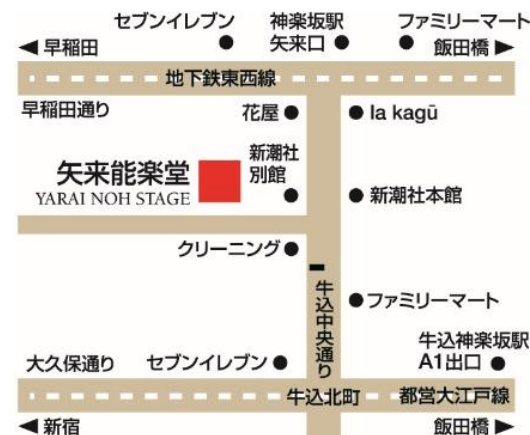 セブンイレブン
神楽坂駅
矢来口
ファミリーマート
早稲田
飯田橋
地下鉄東西線
早稲田通り
花屋
la kagū
新潮社
別館
矢来能楽堂
YARAI NOH STAGE
新潮社本館
クリーニング
牛込中央通り
ファミリーマート
牛込神楽坂駅
A1出口
大久保通り
セブンイレブン
牛込北町
都営大江戸線
新宿
飯田橋